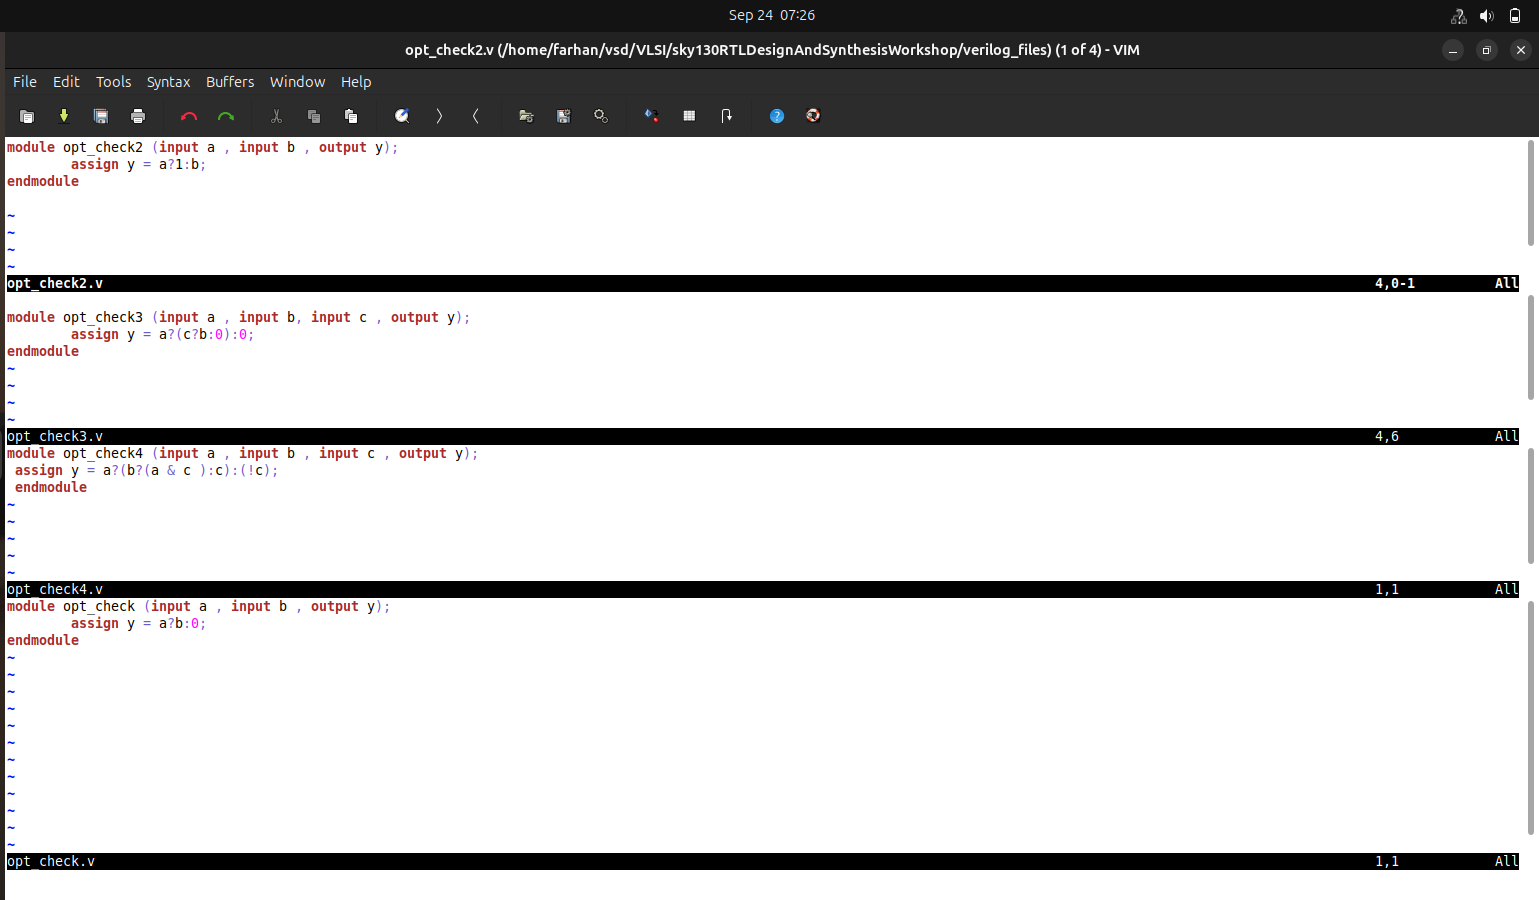 Sep 24 07:26
opt_check2.v (/home/farhan/vsd/VLSI/sky130RTLDesignAndSynthesisWorkshop/verilog_files) (1 of 4) - VIM
File Edit Tools Syntax Buffers Window Help
module opt_check2 (input a , input b , output y);
        assign y = a?1:b;
endmodule

~
~
~
~
opt_check2.v 4,0-1 All

module opt_check3 (input a , input b, input c , output y);
        assign y = a?(c?b:0):0;
endmodule
~
~
~
~
opt_check3.v 4,6 All
module opt_check4 (input a , input b , input c , output y);
 assign y = a?(b?(a & c ):c):(!c);
 endmodule
~
~
~
~
~
opt_check4.v 1,1 All
module opt_check (input a , input b , output y);
        assign y = a?b:0;
endmodule
~
~
~
~
~
~
~
~
~
~
~
~
opt_check.v 1,1 All